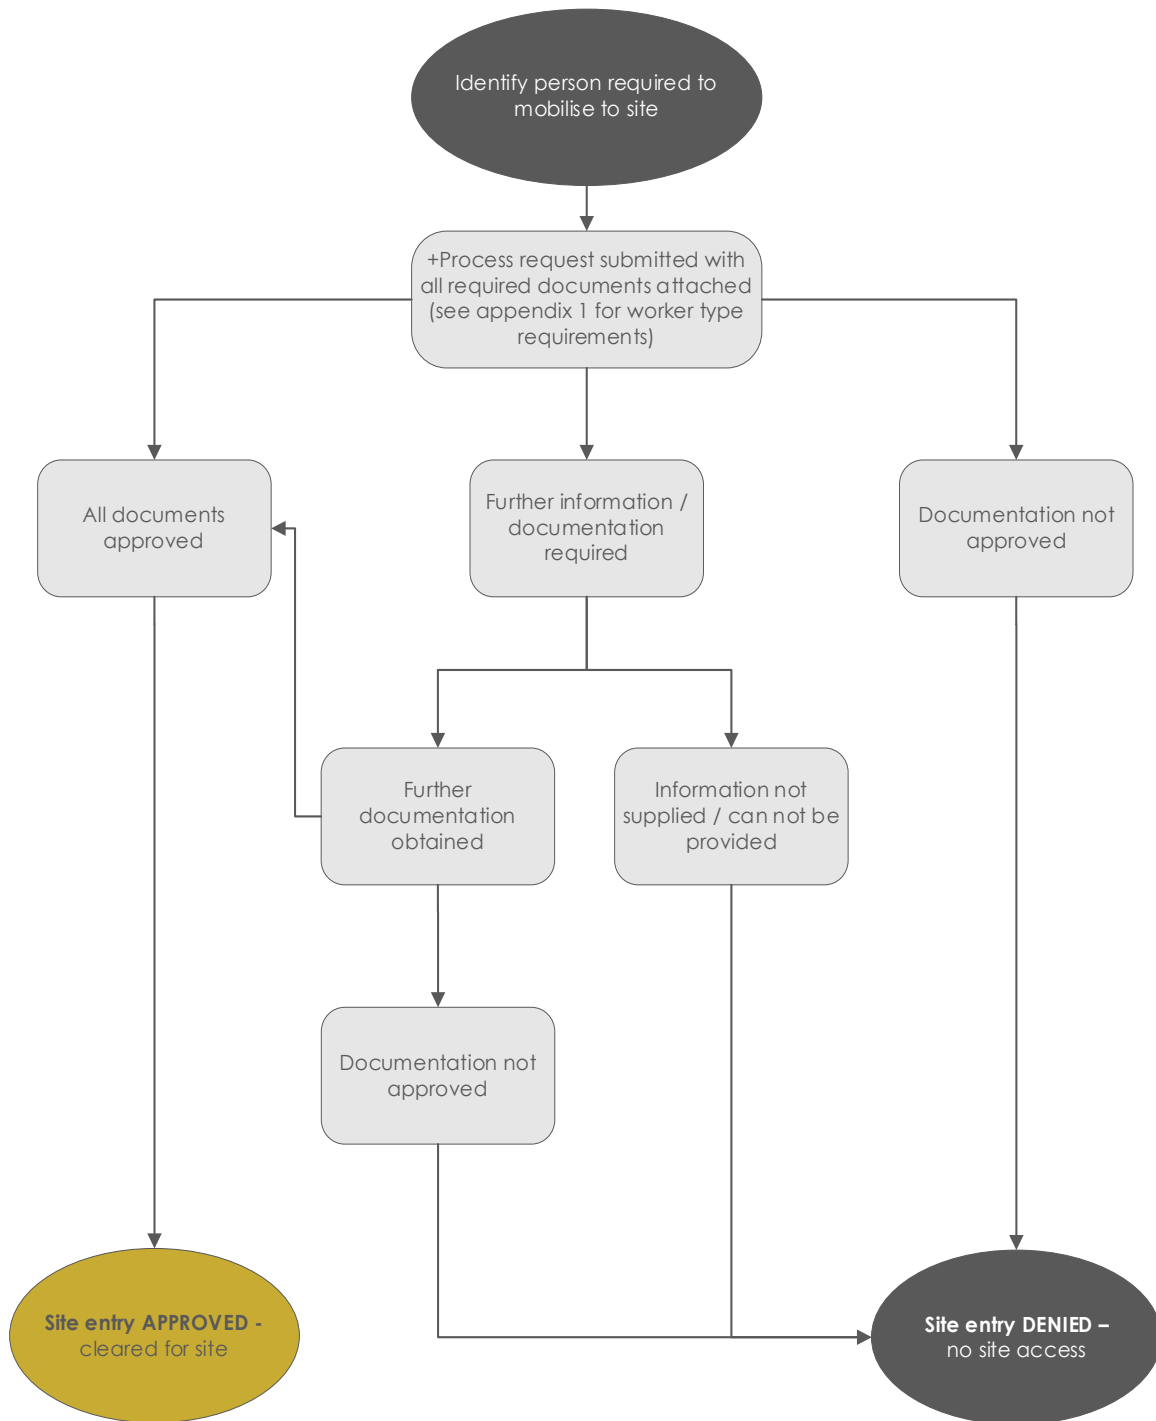 Identify person required to
mobilise to site
+Process request submitted with
all required documents attached
(see appendix 1 for worker type
requirements)
All documents
approved
Further information /
documentation
required
Documentation not
approved
Further
documentation
obtained
Information not
supplied / can not be
provided
Documentation not
approved
Site entry APPROVED -
cleared for site
Site entry DENIED –
no site access